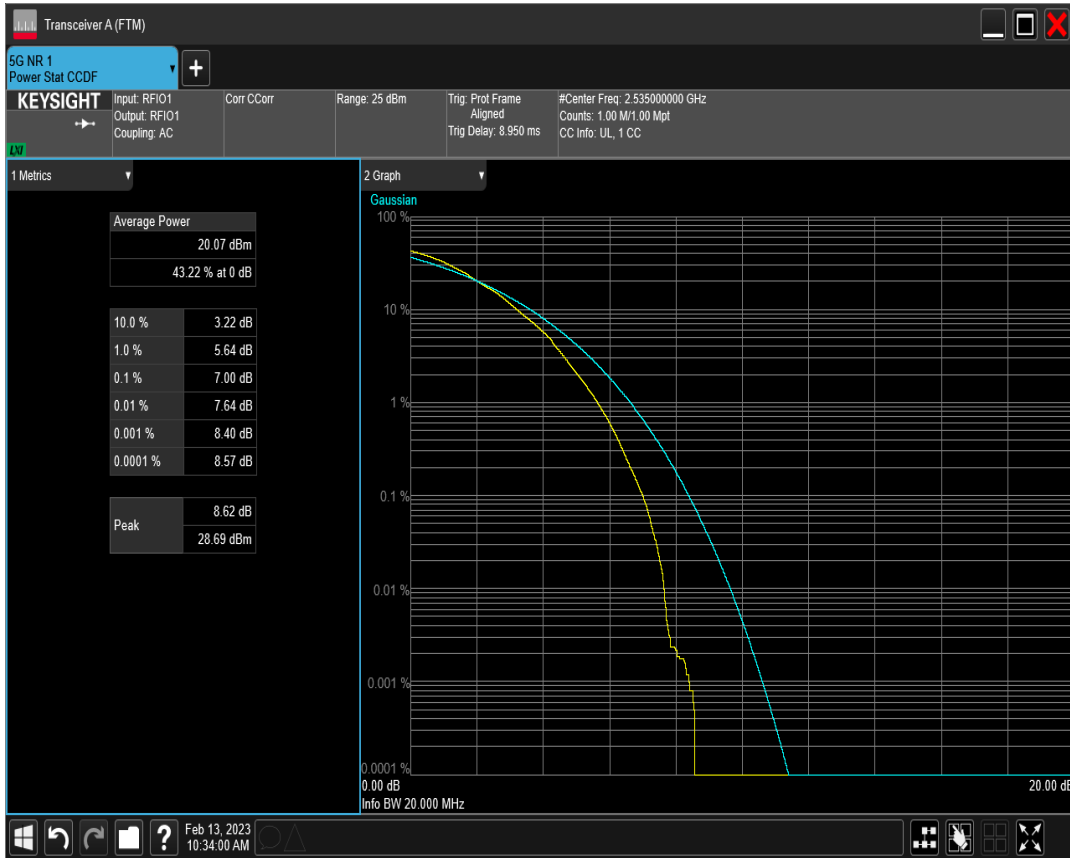 Transceiver A (FTM)
5G NR 1
Power Stat CCDF
+
KEYSIGHT
LXI
Input: RFIO1
Output: RFIO1
Coupling: AC
Corr CCorr
Range: 25 dBm
Trig: Prot Frame
Aligned
Trig Delay: 8.950 ms
#Center Freq: 2.535000000 GHz
Counts: 1.00 M/1.00 Mpt
CC Info: UL, 1 CC
1 Metrics
Average Power
20.07 dBm
43.22 % at 0 dB
10.0 % 3.22 dB
1.0 % 5.64 dB
0.1 % 7.00 dB
0.01 % 7.64 dB
0.001 % 8.40 dB
0.0001 % 8.57 dB
Peak
8.62 dB
28.69 dBm
2 Graph
Gaussian
100 %
10 %
1 %
0.1 %
0.01 %
0.001 %
0.0001 %
0.00 dB 20.00 dB
Info BW 20.000 MHz
?
Feb 13, 2023
10:34:00 AM